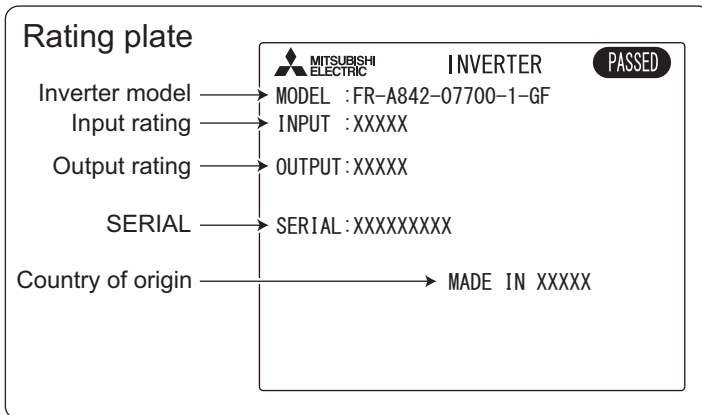 Rating plate
MITSUBISHI
ELECTRIC
INVERTER
PASSED
Inverter model
MODEL :FR-A842-07700-1-GF
Input rating
INPUT :XXXXX
Output rating
OUTPUT:XXXXX
SERIAL
SERIAL:XXXXXXXXX
Country of origin
MADE IN XXXXX